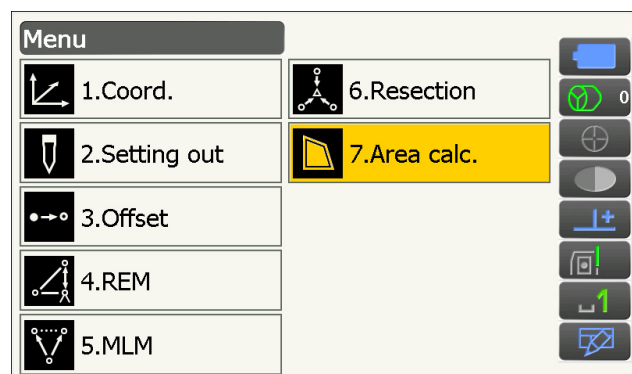 Menu
1.Coord.
2.Setting out
3.Offset
4.REM
5.MLM
6.Resection
7.Area calc.
0
1